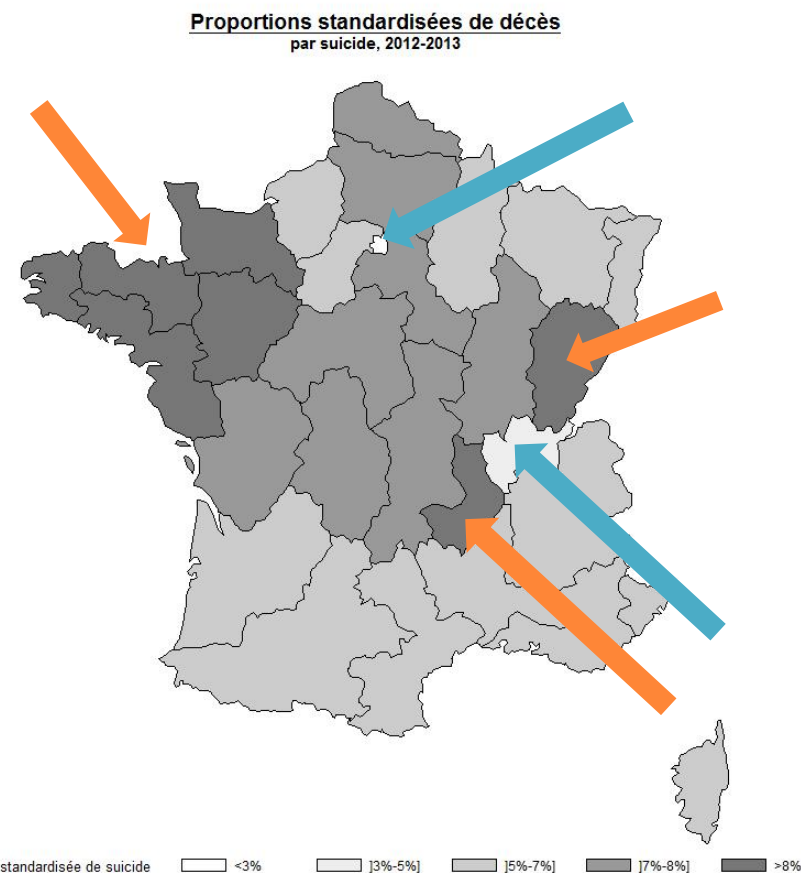 Proportions standardisées de décès
par suicide, 2012-2013
standardisée de suicide <3% ]3%-5%] ]5%-7%] ]7%-8%] >8%